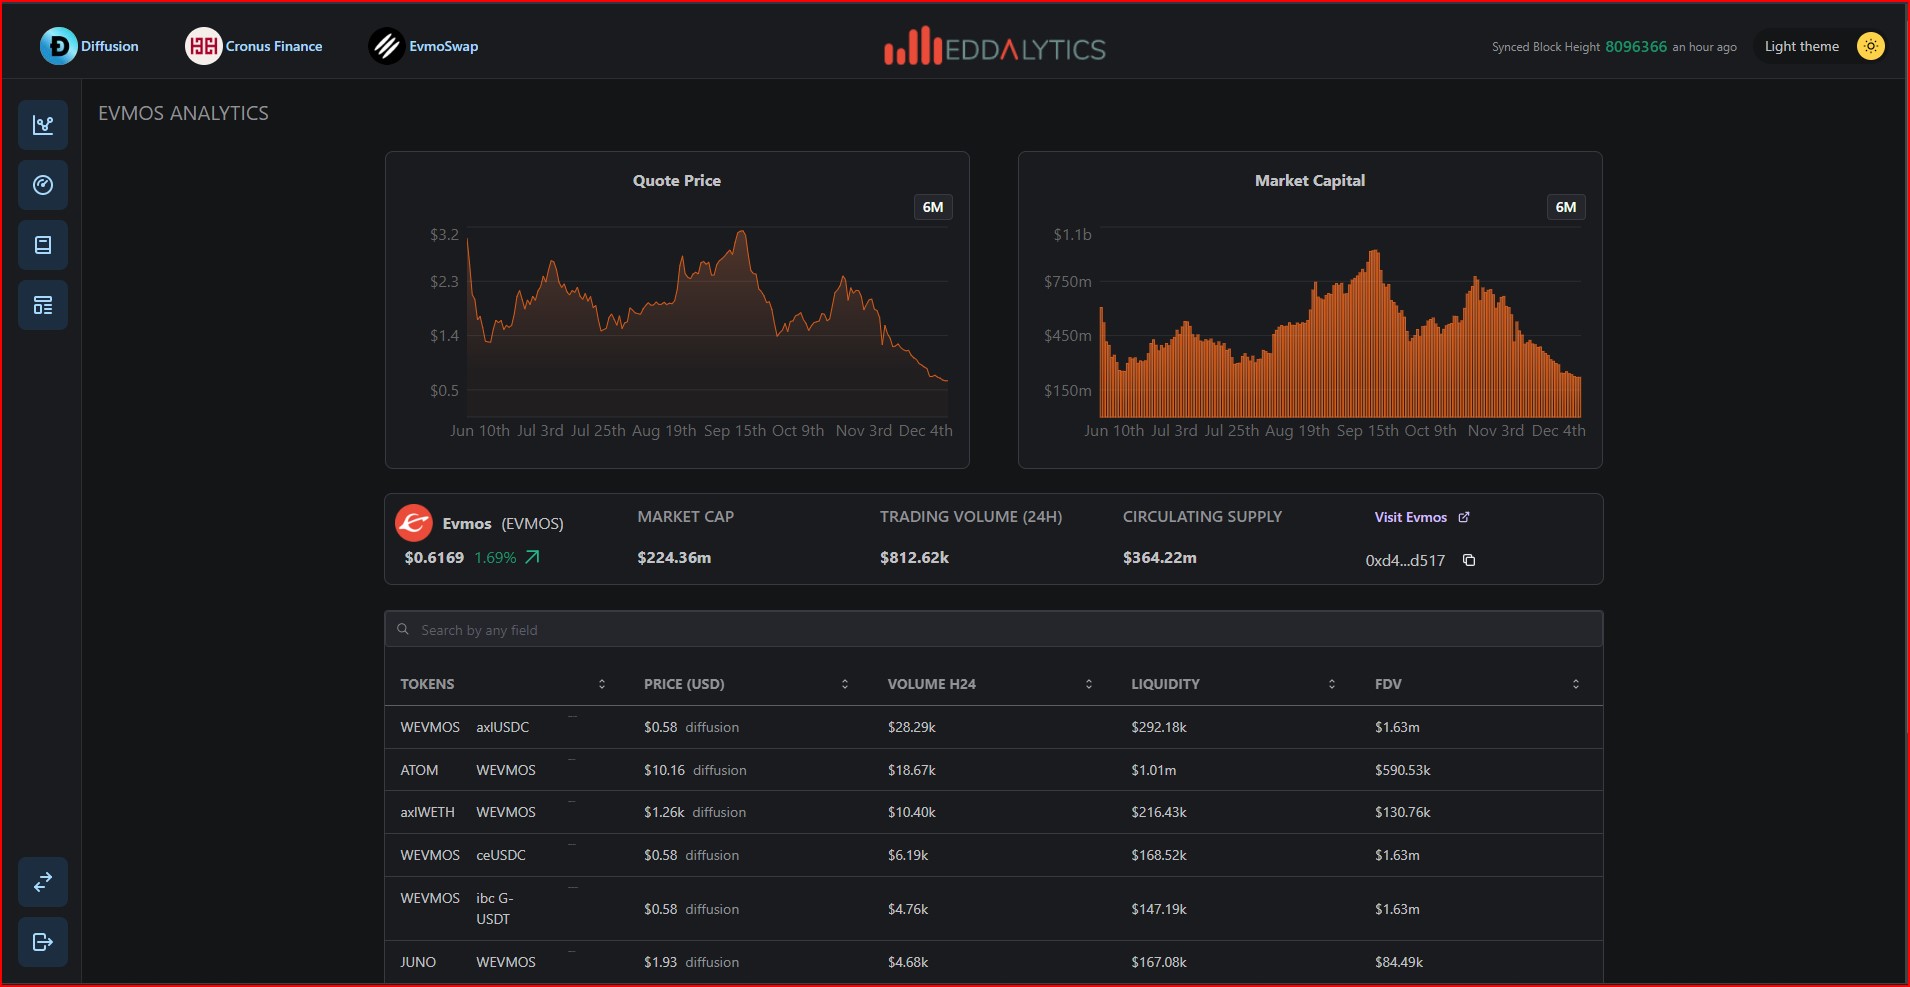 Diffusion
Cronus Finance
EvmoSwap
EDDALYTICS
Synced Block Height 8096366 an hour ago
Light theme
EVMOS ANALYTICS
Quote Price
6M
$3.2
$2.3
$1.4
$0.5
Jun 10th Jul 3rd Jul 25th Aug 19th Sep 15th Oct 9th Nov 3rd Dec 4th
Market Capital
6M
$1.1b
$750m
$450m
$150m
Jun 10th Jul 3rd Jul 25th Aug 19th Sep 15th Oct 9th Nov 3rd Dec 4th
Evmos (EVMOS)
$0.6169 1.69%
MARKET CAP
$224.36m
TRADING VOLUME (24H)
$812.62k
CIRCULATING SUPPLY
$364.22m
Visit Evmos
0xd4...d517
Search by any field
TOKENS PRICE (USD) VOLUME H24 LIQUIDITY FDV
WEVMOS axlUSDC $0.58 diffusion $28.29k $292.18k $1.63m
ATOM WEVMOS $10.16 diffusion $18.67k $1.01m $590.53k
axlWETH WEVMOS $1.26k diffusion $10.40k $216.43k $130.76k
WEVMOS ceUSDC $0.58 diffusion $6.19k $168.52k $1.63m
WEVMOS ibc G-
USDT $0.58 diffusion $4.76k $147.19k $1.63m
JUNO WEVMOS $1.93 diffusion $4.68k $167.08k $84.49k